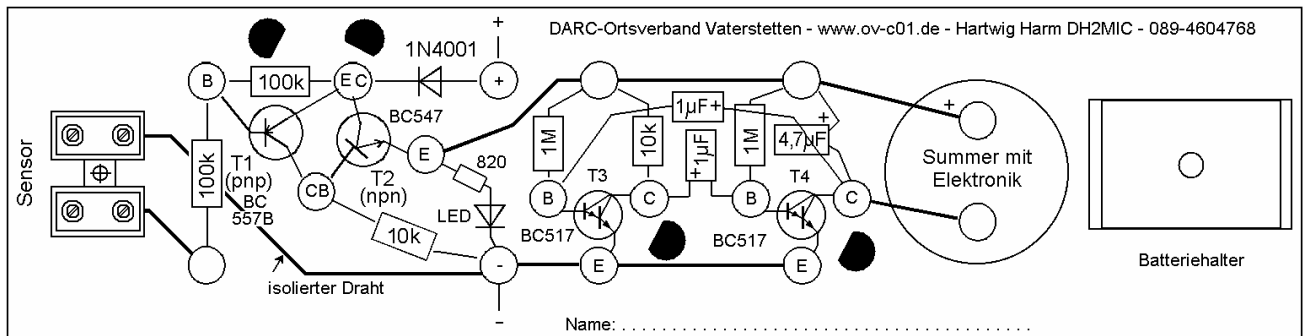 DARC-Ortsverband Vaterstetten - www.ov-c01.de - Hartwig Harm DH2MIC - 089-4604768
Sensor
B
100k
E C
1N4001
+
+
100k
T1
(pnp)
BC
557B
CB
T2
(npn)
BC547
E
820
LED
10k
-
–
isolierter Draht
1M
10k
1µF+
+1µF
1M
+
4,7µF
B
T3
C
BC517
E
B
T4
C
BC517
E
+
Summer mit
Elektronik
Batteriehalter
Name: . . . . . . . . . . . . . . . . . . . . . . . . . . . . . . . . . . . . . . . .